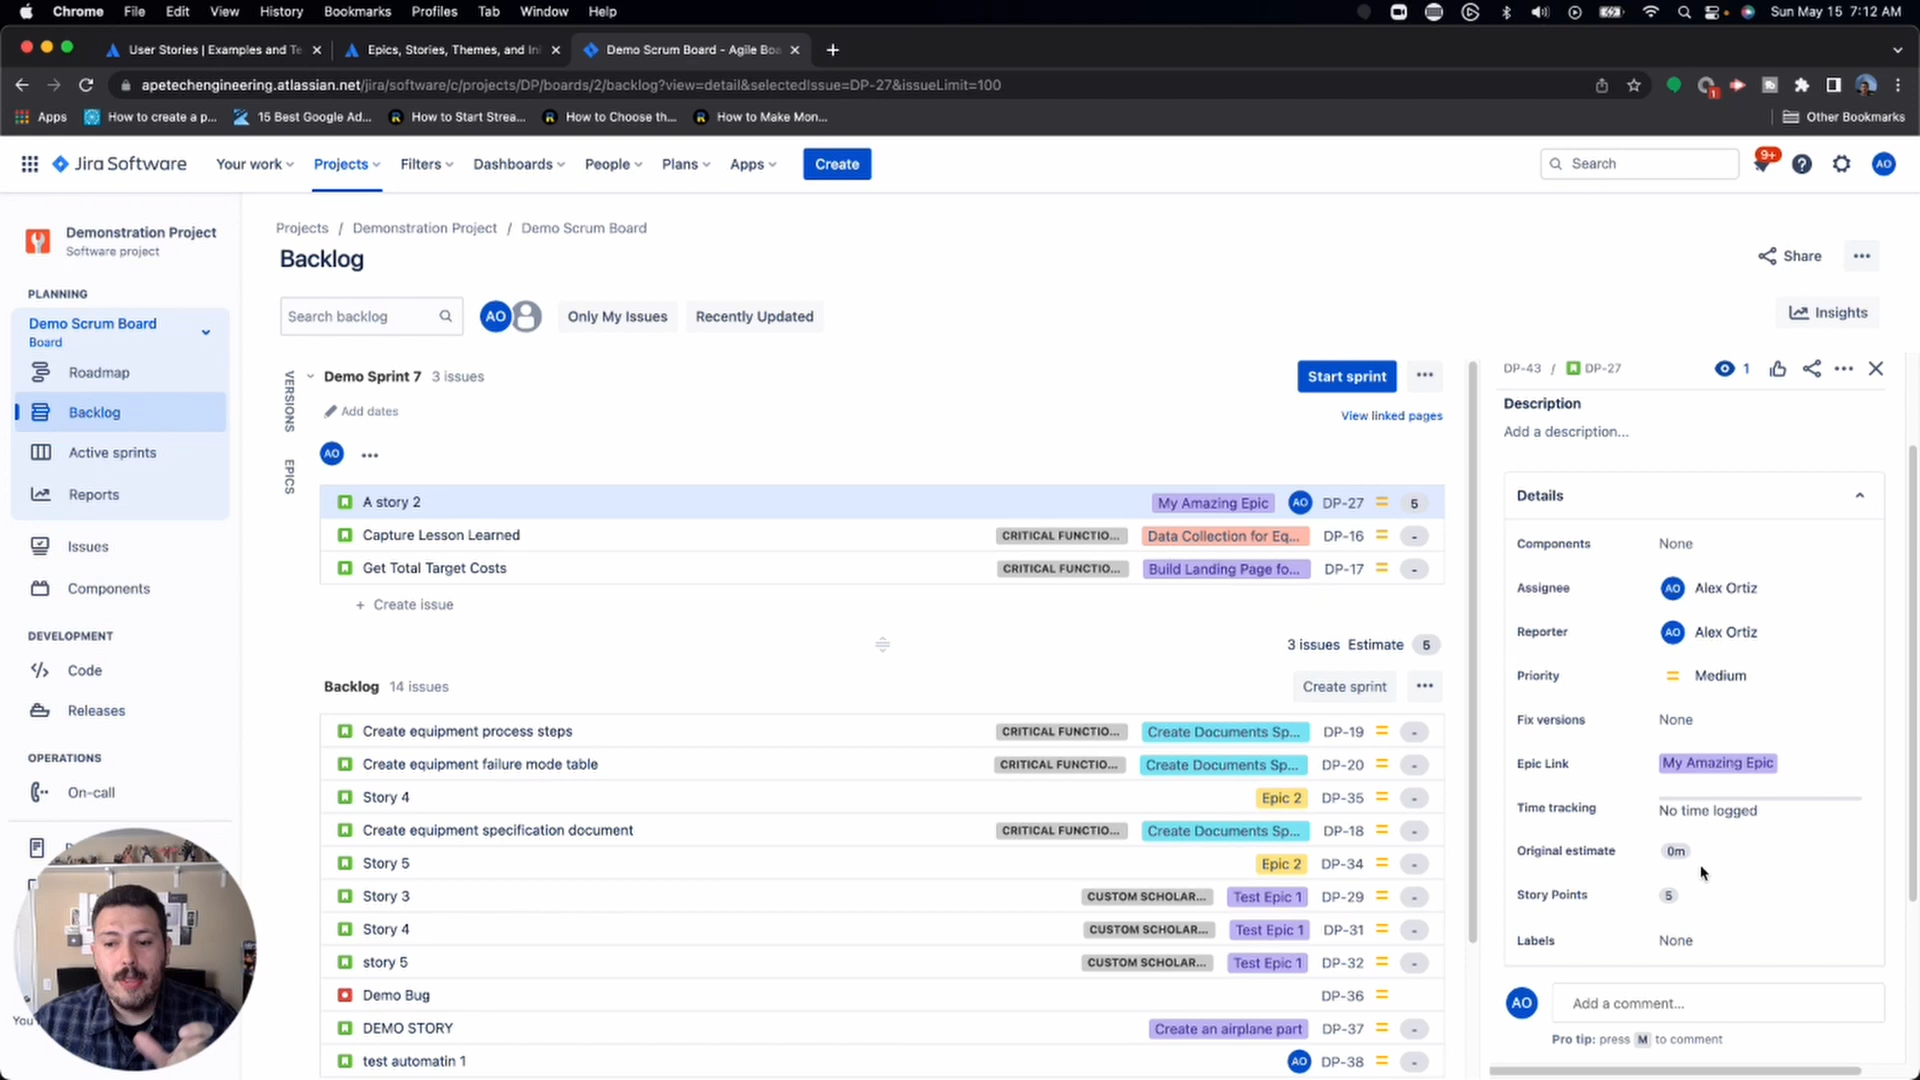 Chrome File Edit View History Bookmarks Profiles Tab Window Help Sun May 15 7:12 AM
User Stories | Examples and Te
Epics, Stories, Themes, and Ini
Demo Scrum Board - Agile Boa
apetechengineering.atlassian.net/jira/software/c/projects/DP/boards/2/backlog?view=detail&selectedIssue=DP-27&issueLimit=100
1
Apps How to create a p... 15 Best Google Ad... How to Start Strea... How to Choose th... How to Make Mon... Other Bookmarks
Jira Software Your work Projects Filters Dashboards People Plans Apps Create Search 9+ AO
Demonstration Project
Software project
PLANNING
Demo Scrum Board
Board
Roadmap
Backlog
Active sprints
Reports
Issues
Components
DEVELOPMENT
Code
Releases
OPERATIONS
On-call
Projects / Demonstration Project / Demo Scrum Board
Backlog
Share
Search backlog AO Only My Issues Recently Updated Insights
VERSIONS
EPICS
Demo Sprint 7 3 issues Start sprint
Add dates View linked pages
AO
A story 2 My Amazing Epic AO DP-27 5
Capture Lesson Learned CRITICAL FUNCTIO... Data Collection for Eq... DP-16 -
Get Total Target Costs CRITICAL FUNCTIO... Build Landing Page fo... DP-17 -
+ Create issue
3 issues Estimate 5
Backlog 14 issues Create sprint
Create equipment process steps CRITICAL FUNCTIO... Create Documents Sp... DP-19 -
Create equipment failure mode table CRITICAL FUNCTIO... Create Documents Sp... DP-20 -
Story 4 Epic 2 DP-35 -
Create equipment specification document CRITICAL FUNCTIO... Create Documents Sp... DP-18 -
Story 5 Epic 2 DP-34 -
Story 3 CUSTOM SCHOLAR... Test Epic 1 DP-29 -
Story 4 CUSTOM SCHOLAR... Test Epic 1 DP-31 -
story 5 CUSTOM SCHOLAR... Test Epic 1 DP-32 -
Demo Bug DP-36
DEMO STORY Create an airplane part DP-37 -
test automatin 1 AO DP-38 -
DP-43 / DP-27 1
Description
Add a description...
Details
Components None
Assignee AO Alex Ortiz
Reporter AO Alex Ortiz
Priority Medium
Fix versions None
Epic Link My Amazing Epic
Time tracking No time logged
Original estimate 0m
Story Points 5
Labels None
AO Add a comment...
Pro tip: press M to comment